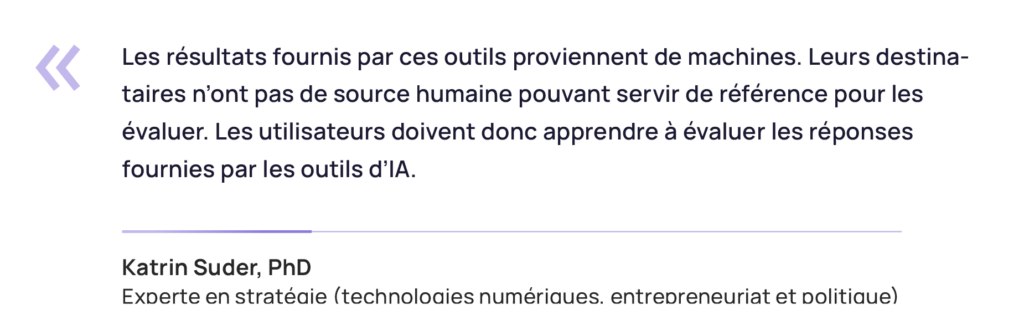 «
Les résultats fournis par ces outils proviennent de machines. Leurs destina-
taires n’ont pas de source humaine pouvant servir de référence pour les
évaluer. Les utilisateurs doivent donc apprendre à évaluer les réponses
fournies par les outils d’IA.
Katrin Suder, PhD
Experte en stratégie (technologies numériques, entrepreneuriat et politique)